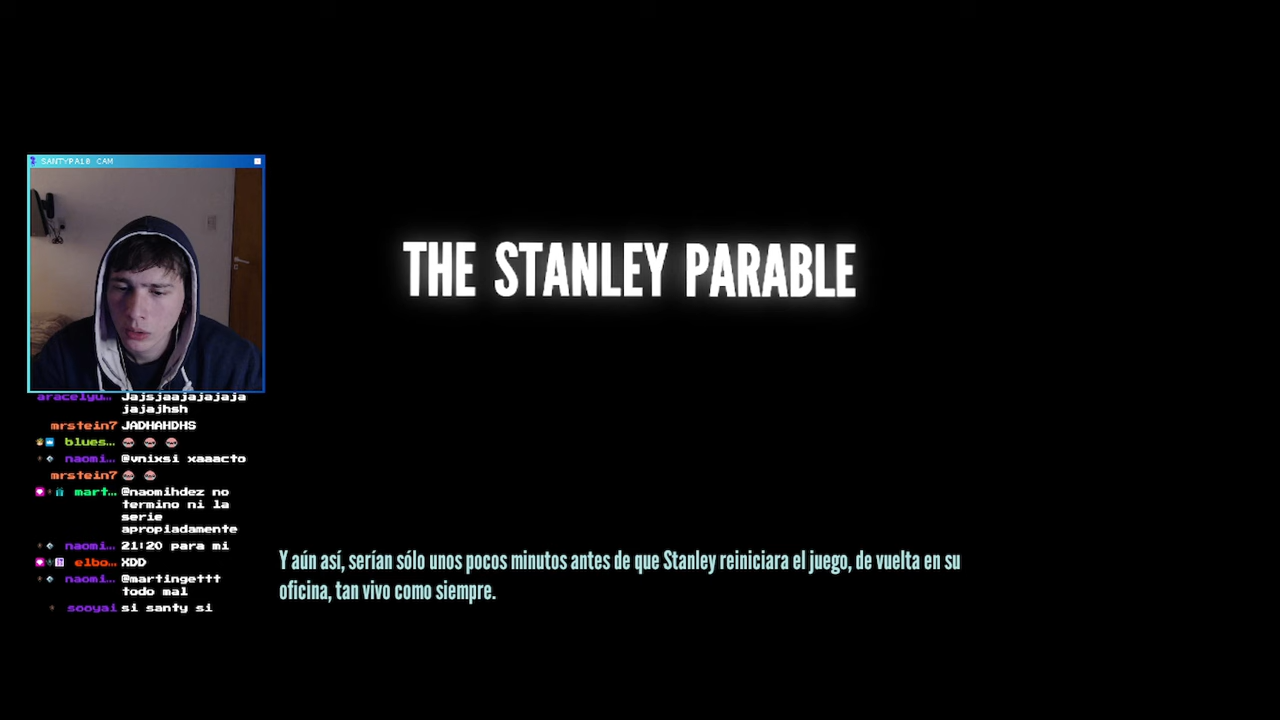 SANTYPA10 CAM
THE STANLEY PARABLE
aracelyu… Jajsjaajajajaja
jajajhsh
mrstein7 JADHAHDHS
blues…
naomi… @vnixsi xaaacto
mrstein7
mart… @naomihdez no
termino ni la
serie
apropiadamente
naomi… 21:20 para mi
elbo… XDD
naomi… @martingettt
todo mal
sooyai si santy si
Y aún así, serían sólo unos pocos minutos antes de que Stanley reiniciara el juego, de vuelta en su
oficina, tan vivo como siempre.